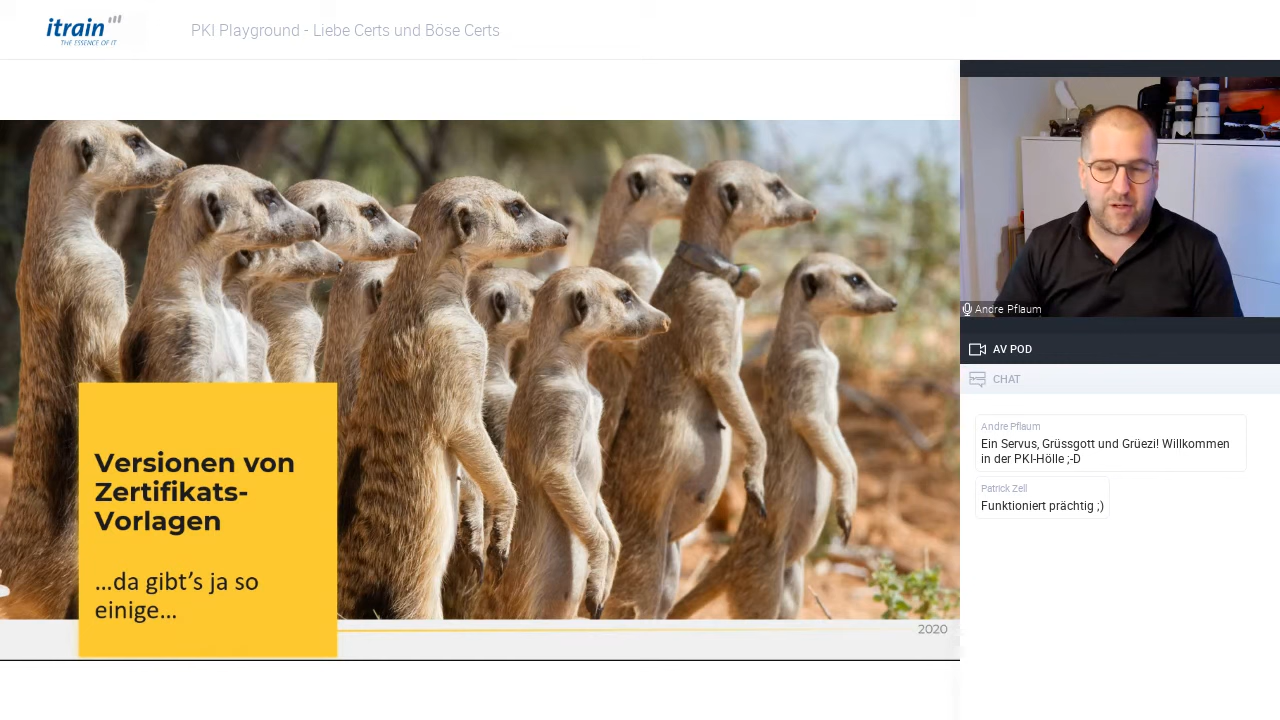 itrain
THE ESSENCE OF IT
PKI Playground - Liebe Certs und Böse Certs
Versionen von
Zertifikats-
Vorlagen
...da gibt's ja so
einige...
2020
Andre Pflaum
AV POD
CHAT
Andre Pflaum
Ein Servus, Grüssgott und Grüezi! Willkommen
in der PKI-Hölle ;-D
Patrick Zell
Funktioniert prächtig ;)